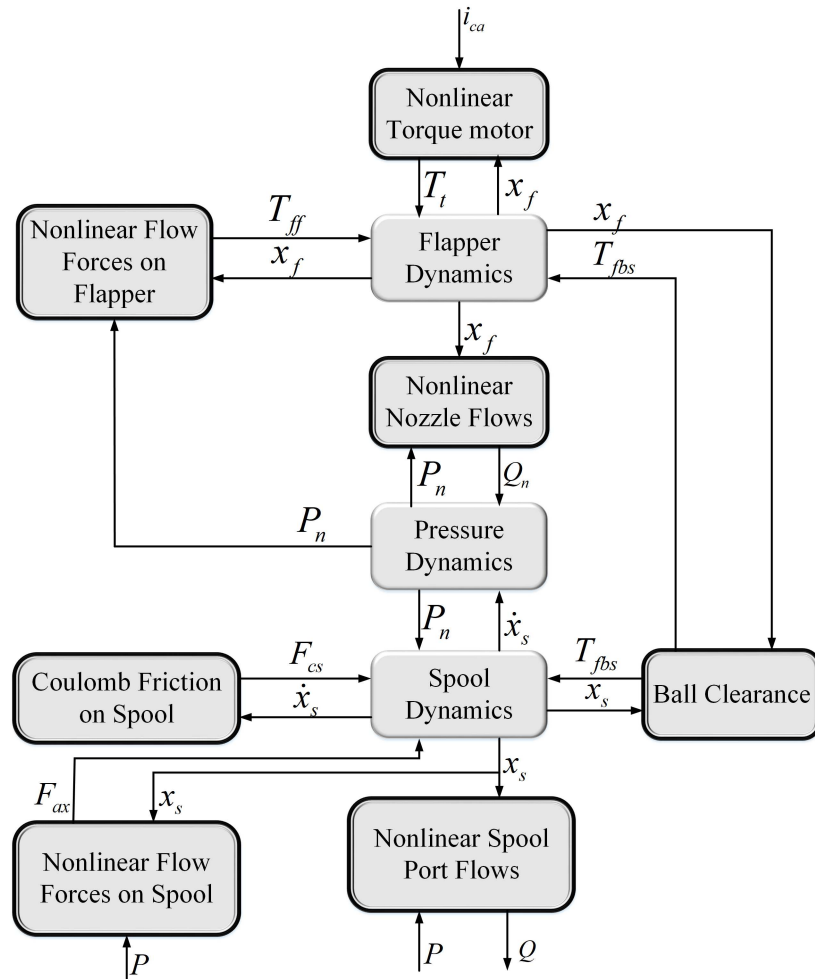 i_ca
Nonlinear
Torque motor
T_t
x_f
T_ff
x_f
Nonlinear Flow
Forces on
Flapper
x_f
Flapper
Dynamics
T_fbs
x_f
Nonlinear
Nozzle Flows
P_n
Q_n
P_n
Pressure
Dynamics
P_n
ẋ_s
F_cs
T_fbs
Coulomb Friction
on Spool
ẋ_s
Spool
Dynamics
x_s
Ball Clearance
F_ax
x_s
x_s
Nonlinear Flow
Forces on Spool
Nonlinear Spool
Port Flows
P
P
Q